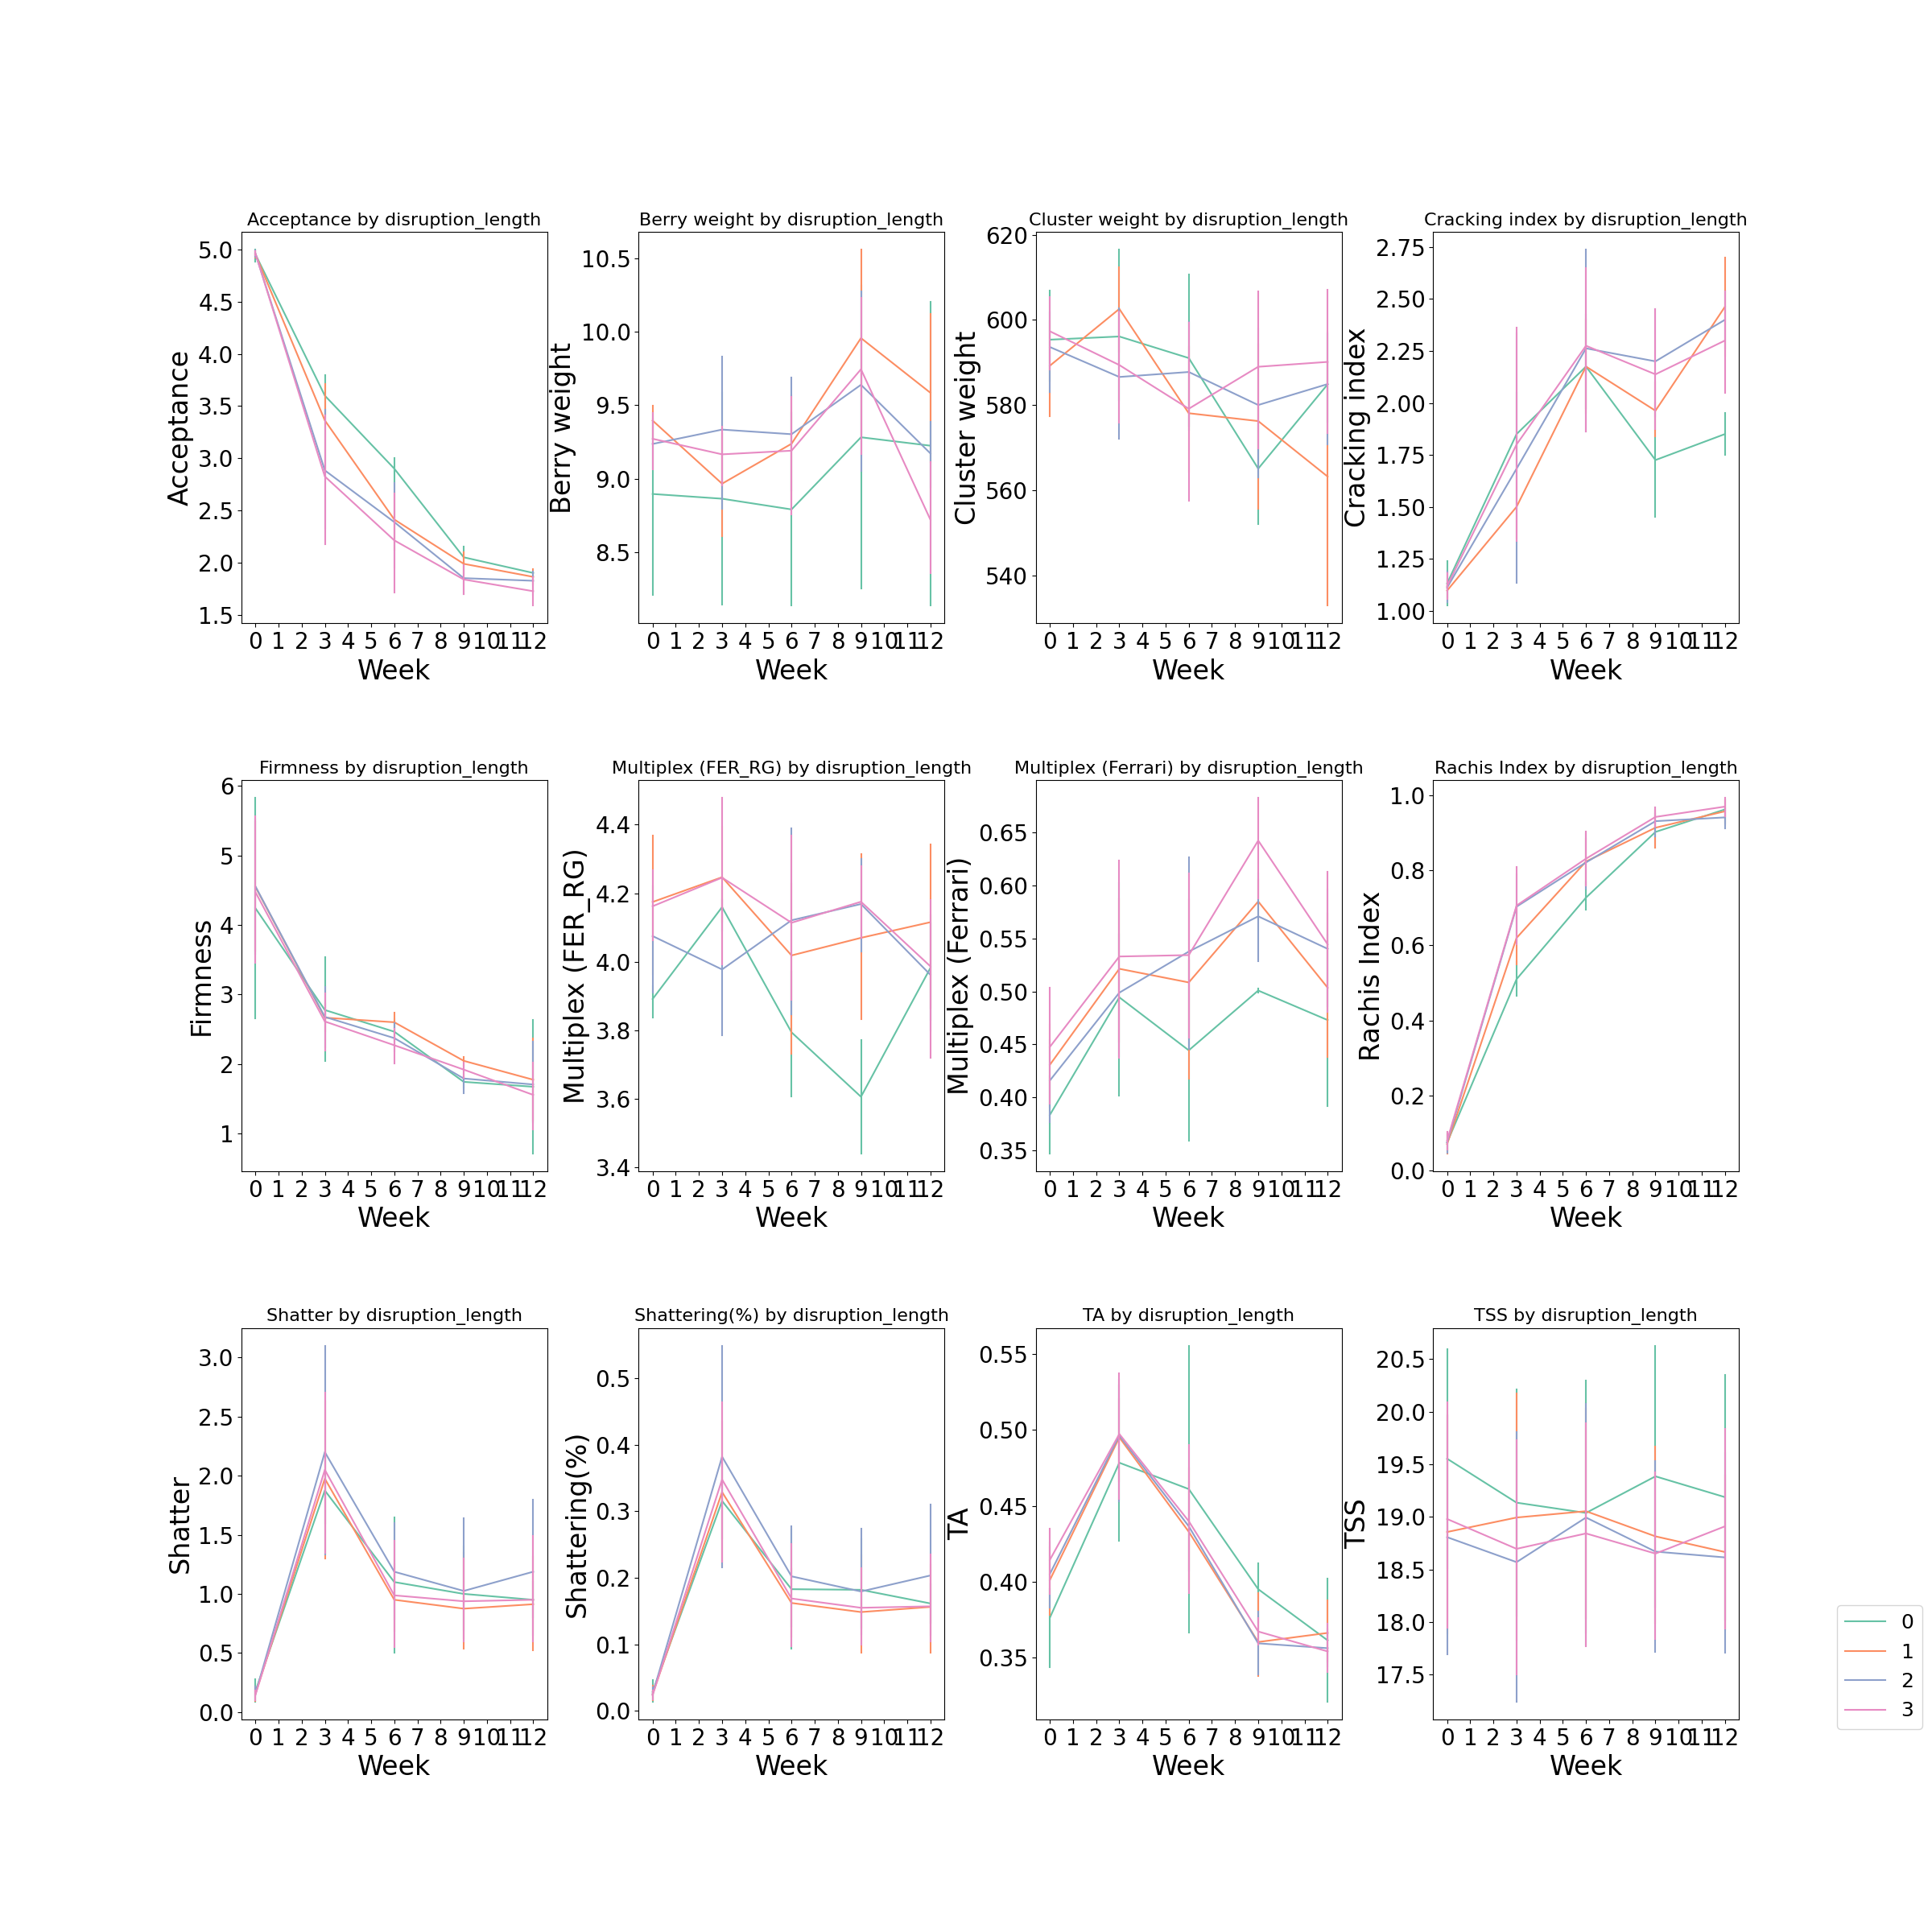 Acceptance by disruption_length
5.0
4.5
4.0
3.5
3.0
2.5
2.0
1.5
Acceptance
0 1 2 3 4 5 6 7 8 9 10 11 12
Week
Berry weight by disruption_length
10.5
10.0
9.5
9.0
8.5
Berry weight
0 1 2 3 4 5 6 7 8 9 10 11 12
Week
Cluster weight by disruption_length
620
600
580
560
540
Cluster weight
0 1 2 3 4 5 6 7 8 9 10 11 12
Week
Cracking index by disruption_length
2.75
2.50
2.25
2.00
1.75
1.50
1.25
1.00
Cracking index
0 1 2 3 4 5 6 7 8 9 10 11 12
Week
Firmness by disruption_length
6
5
4
3
2
1
Firmness
0 1 2 3 4 5 6 7 8 9 10 11 12
Week
Multiplex (FER_RG) by disruption_length
4.4
4.2
4.0
3.8
3.6
3.4
Multiplex (FER_RG)
0 1 2 3 4 5 6 7 8 9 10 11 12
Week
Multiplex (Ferrari) by disruption_length
0.65
0.60
0.55
0.50
0.45
0.40
0.35
Multiplex (Ferrari)
0 1 2 3 4 5 6 7 8 9 10 11 12
Week
Rachis Index by disruption_length
1.0
0.8
0.6
0.4
0.2
0.0
Rachis Index
0 1 2 3 4 5 6 7 8 9 10 11 12
Week
Shatter by disruption_length
3.0
2.5
2.0
1.5
1.0
0.5
0.0
Shatter
0 1 2 3 4 5 6 7 8 9 10 11 12
Week
Shattering(%) by disruption_length
0.5
0.4
0.3
0.2
0.1
0.0
Shattering(%)
0 1 2 3 4 5 6 7 8 9 10 11 12
Week
TA by disruption_length
0.55
0.50
0.45
0.40
0.35
TA
0 1 2 3 4 5 6 7 8 9 10 11 12
Week
TSS by disruption_length
20.5
20.0
19.5
19.0
18.5
18.0
17.5
TSS
0 1 2 3 4 5 6 7 8 9 10 11 12
Week
0
1
2
3